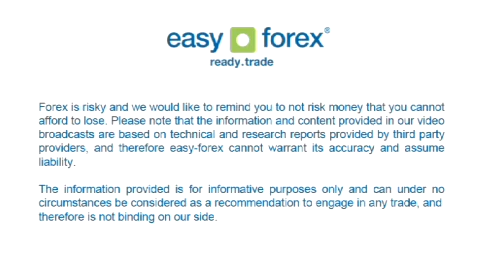 easy forex®
ready.trade
Forex is risky and we would like to remind you to not risk money that you cannot
afford to lose. Please note that the information and content provided in our video
broadcasts are based on technical and research reports provided by third party
providers, and therefore easy-forex cannot warrant its accuracy and assume
liability.
The information provided is for informative purposes only and can under no
circumstances be considered as a recommendation to engage in any trade, and
therefore is not binding on our side.